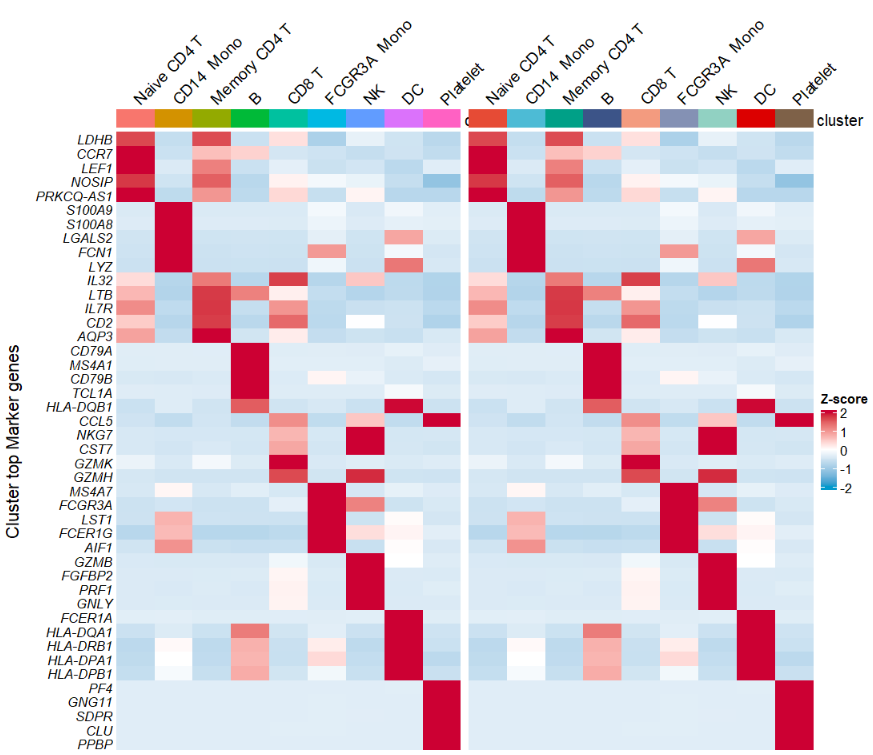 Naive CD4 T
CD14 Mono
Memory CD4 T
B
CD8 T
FCGR3A Mono
NK
DC
Platelet
Naive CD4 T
CD14 Mono
Memory CD4 T
B
CD8 T
FCGR3A Mono
NK
DC
Platelet
c
cluster
LDHB
CCR7
LEF1
NOSIP
PRKCQ-AS1
S100A9
S100A8
LGALS2
FCN1
LYZ
IL32
LTB
IL7R
CD2
AQP3
CD79A
MS4A1
CD79B
TCL1A
HLA-DQB1
CCL5
NKG7
CST7
GZMK
GZMH
MS4A7
FCGR3A
LST1
FCER1G
AIF1
GZMB
FGFBP2
PRF1
GNLY
FCER1A
HLA-DQA1
HLA-DRB1
HLA-DPA1
HLA-DPB1
PF4
GNG11
SDPR
CLU
PPBP
Cluster top Marker genes
Z-score
2
1
0
-1
-2